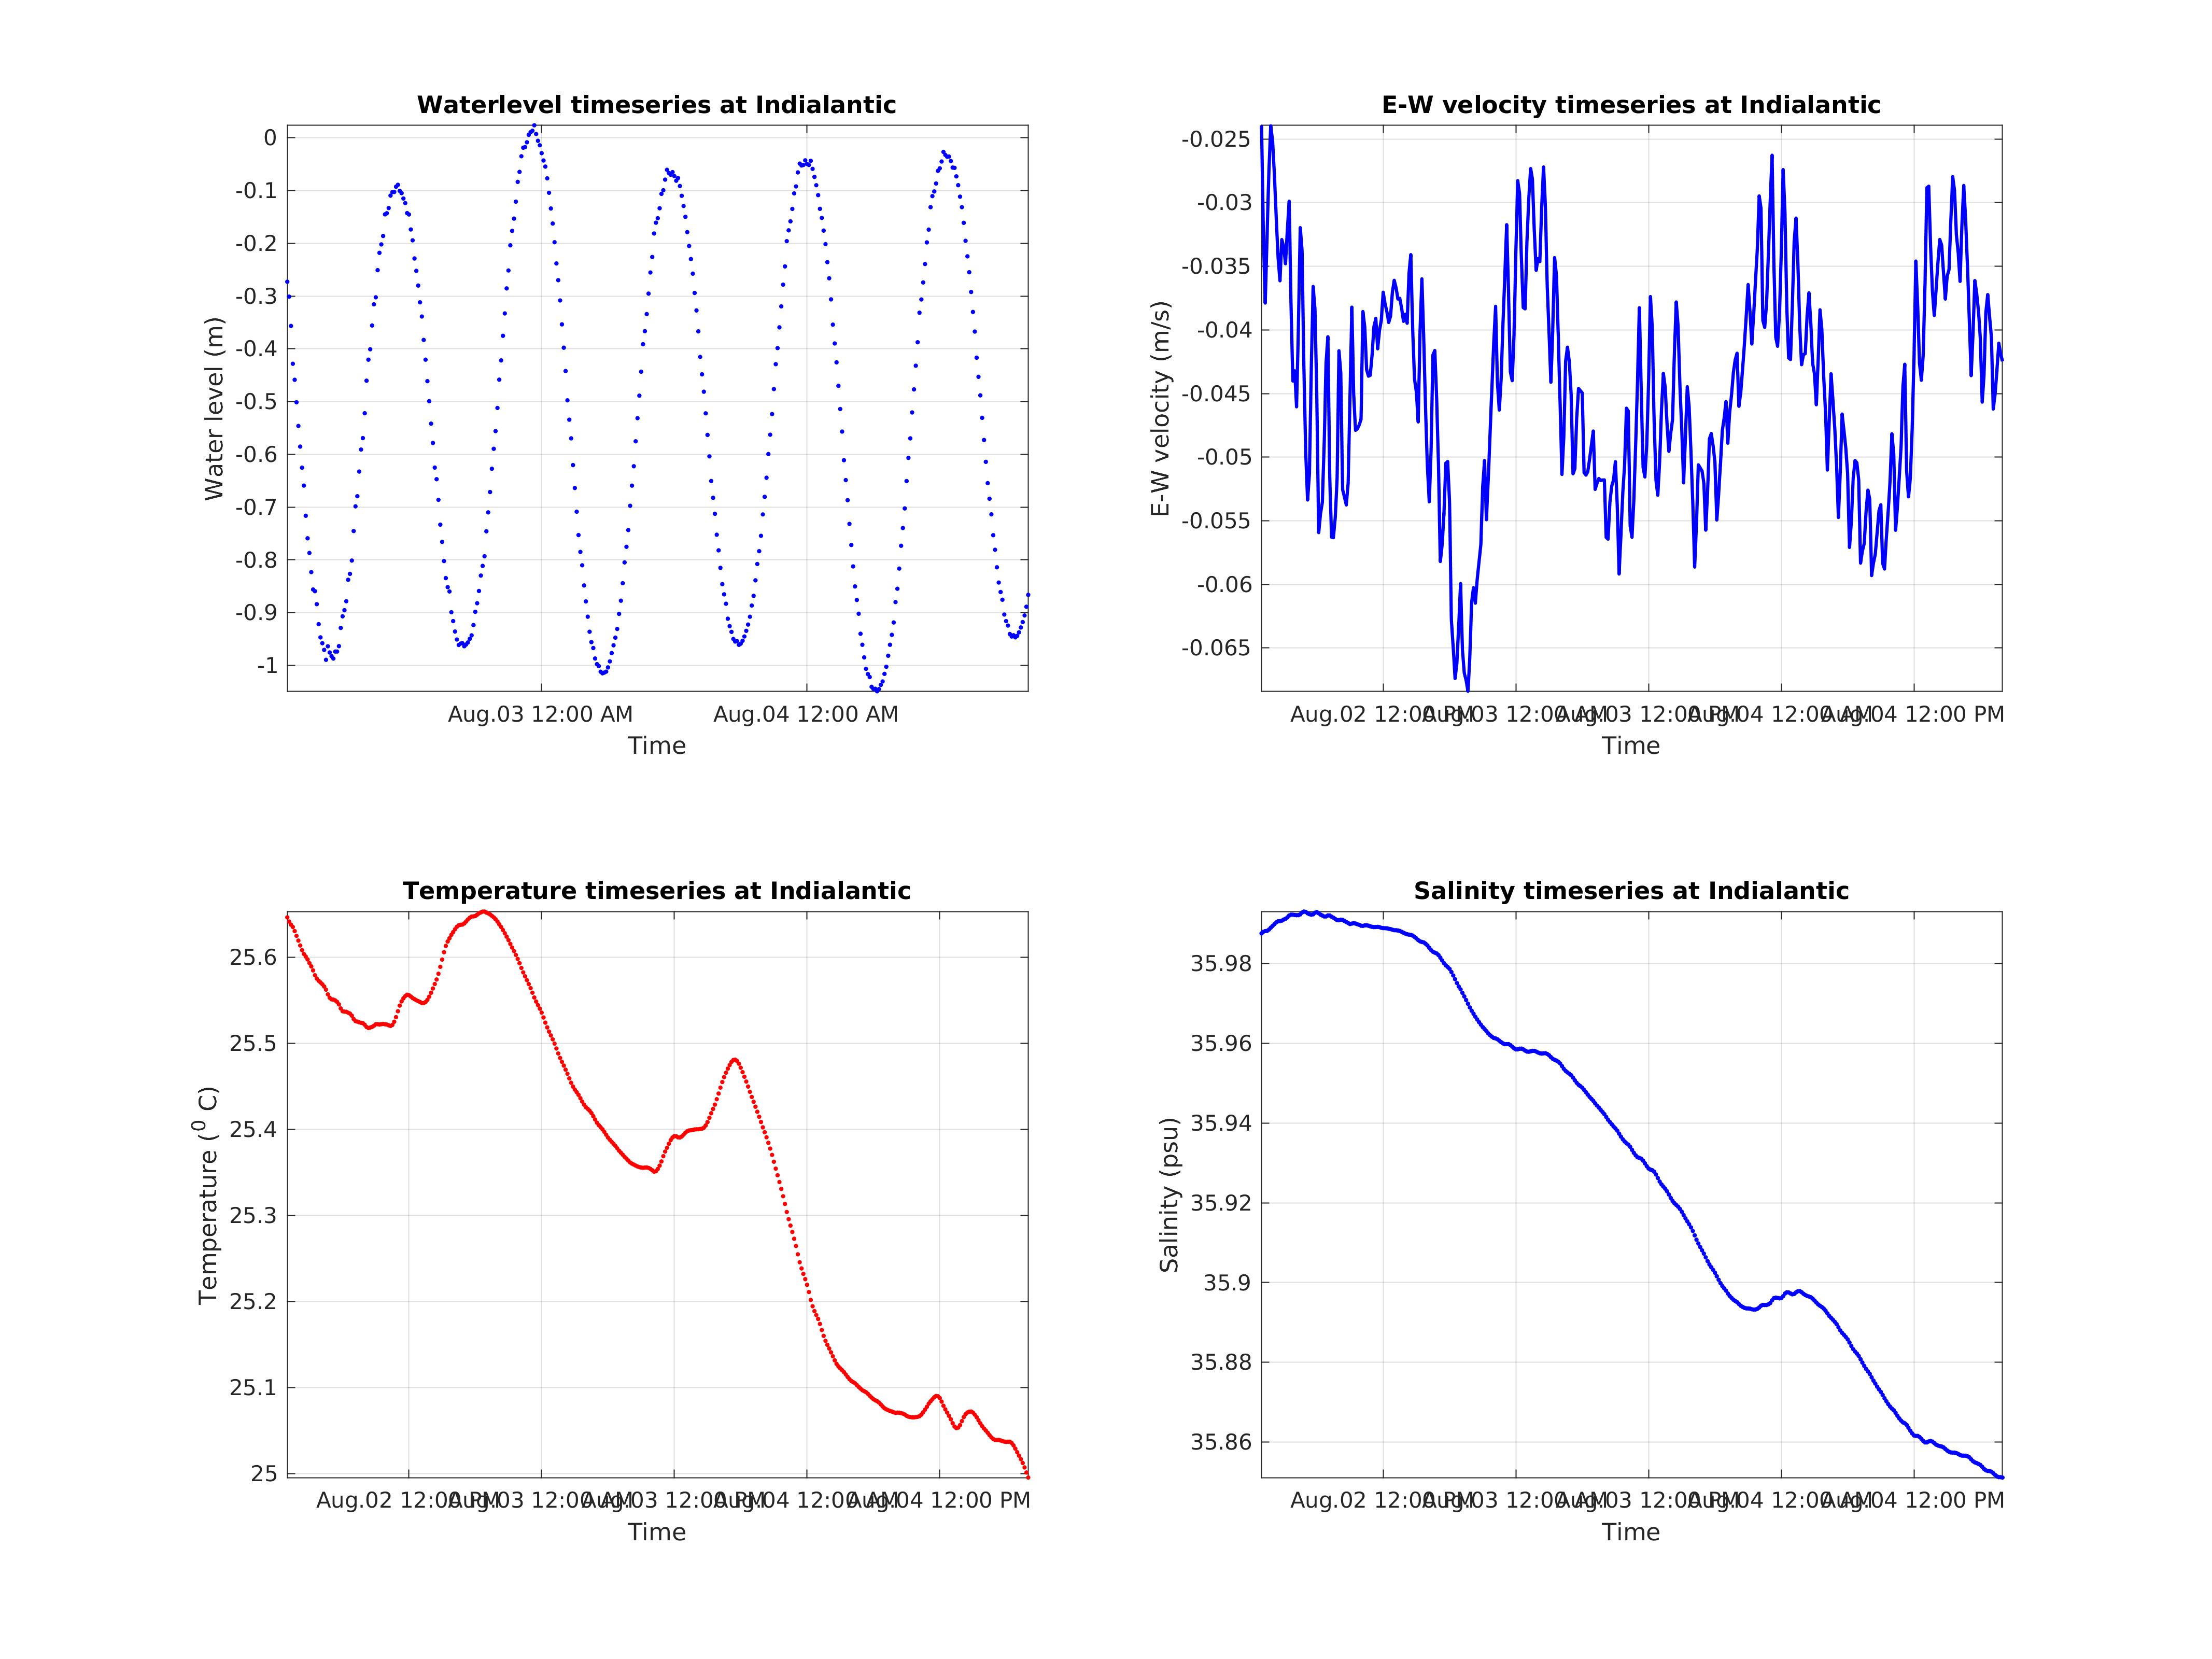 Waterlevel timeseries at Indialantic
0
-0.1
-0.2
-0.3
-0.4
-0.5
-0.6
-0.7
-0.8
-0.9
-1
Water level (m)
Aug.03 12:00 AM Aug.04 12:00 AM
Time
E-W velocity timeseries at Indialantic
-0.025
-0.03
-0.035
-0.04
-0.045
-0.05
-0.055
-0.06
-0.065
E-W velocity (m/s)
Aug.02 12:00 PM Aug.03 12:00 AM Aug.03 12:00 PM Aug.04 12:00 AM Aug.04 12:00 PM
Time
Temperature timeseries at Indialantic
25.6
25.5
25.4
25.3
25.2
25.1
25
Temperature (⁰ C)
Aug.02 12:00 PM Aug.03 12:00 AM Aug.03 12:00 PM Aug.04 12:00 AM Aug.04 12:00 PM
Time
Salinity timeseries at Indialantic
35.98
35.96
35.94
35.92
35.9
35.88
35.86
Salinity (psu)
Aug.02 12:00 PM Aug.03 12:00 AM Aug.03 12:00 PM Aug.04 12:00 AM Aug.04 12:00 PM
Time